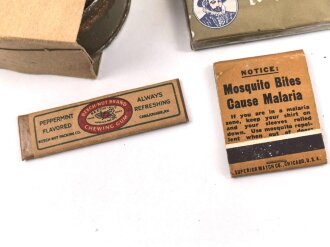 NOTICE:
Mosquito Bites
Cause Malaria
If you are in a malaria
zone, keep your shirt on
and your sleeves rolled
down. Use mosquito repel-
lent when out of door
PEPPERMINT
FLAVORED
BEECH-NUT PACKING CO.
BEECH-NUT BRAND
CHEWING GUM
ALWAYS
REFRESHING
CANAJOHARIE, N.Y.
SUPERIOR MATCH CO., CHICAGO, U.S.A.